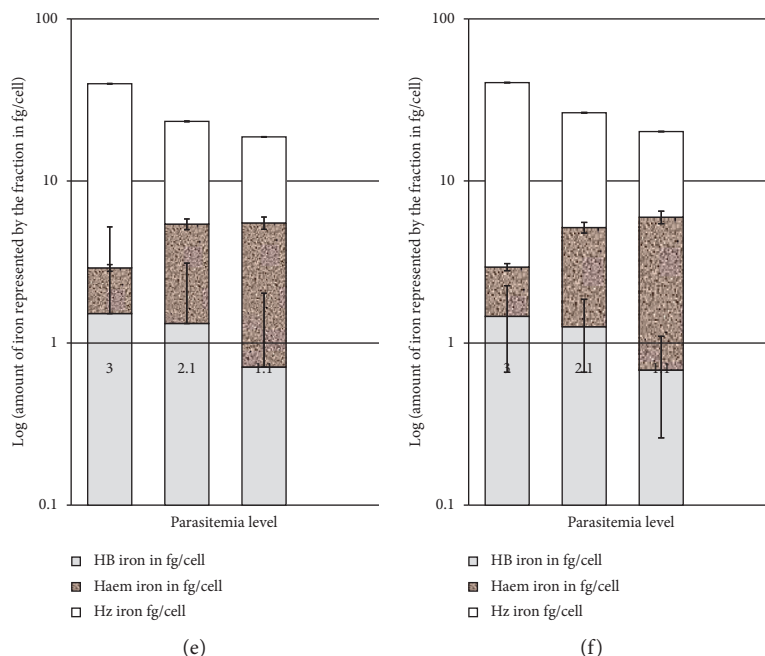 100
10
1
0.1
Log (amount of iron represented by the fraction in fg/cell)
3
2.1
1.1
Parasitemia level
HB iron in fg/cell
Haem iron in fg/cell
Hz iron fg/cell
(e)
100
10
1
0.1
Log (amount of iron represented by the fraction in fg/cell)
3
2.1
1.1
Parasitemia level
HB iron in fg/cell
Haem iron in fg/cell
Hz iron fg/cell
(f)